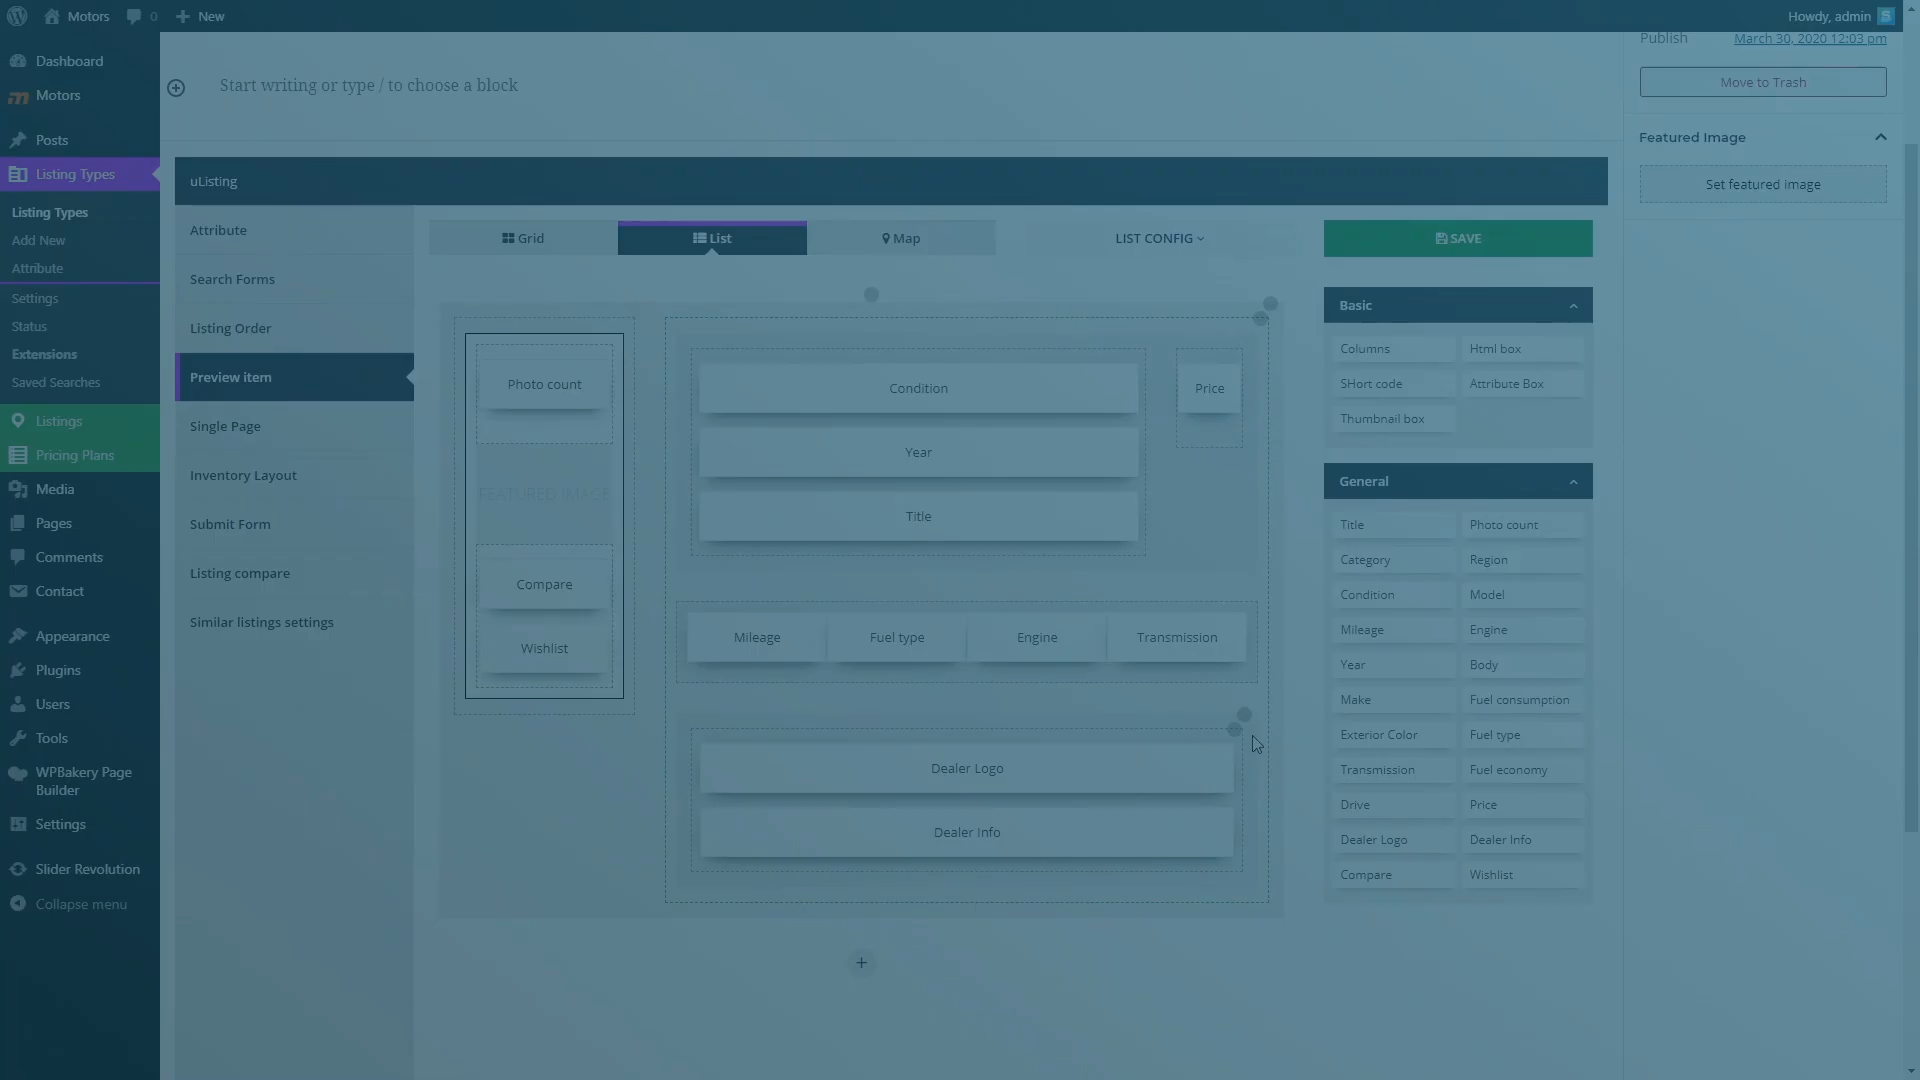 Motors
0
New
Howdy, admin
Dashboard
Motors
Posts
Listing Types
Listing Types
Add New
Attribute
Settings
Status
Extensions
Saved Searches
Listings
Pricing Plans
Media
Pages
Comments
Contact
Appearance
Plugins
Users
Tools
WPBakery Page
Builder
Settings
Slider Revolution
Collapse menu
Start writing or type / to choose a block
uListing
Attribute
Search Forms
Listing Order
Preview item
Single Page
Inventory Layout
Submit Form
Listing compare
Similar listings settings
Grid
List
Map
LIST CONFIG
SAVE
Photo count
FEATURED IMAGE
Compare
Wishlist
Condition
Year
Title
Price
Mileage
Fuel type
Engine
Transmission
Dealer Logo
Dealer Info
+
Basic
Columns
Html box
SHort code
Attribute Box
Thumbnail box
General
Title
Photo count
Category
Region
Condition
Model
Mileage
Engine
Year
Body
Make
Fuel consumption
Exterior Color
Fuel type
Transmission
Fuel economy
Drive
Price
Dealer Logo
Dealer Info
Compare
Wishlist
Publish
March 30, 2020 12:03 pm
Move to Trash
Featured Image
Set featured image